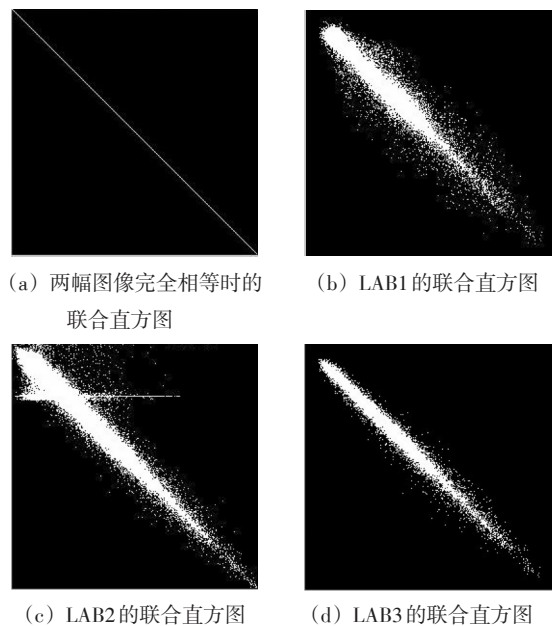 (a) 两幅图像完全相等时的
联合直方图
(b) LAB1的联合直方图
(c) LAB2的联合直方图
(d) LAB3的联合直方图